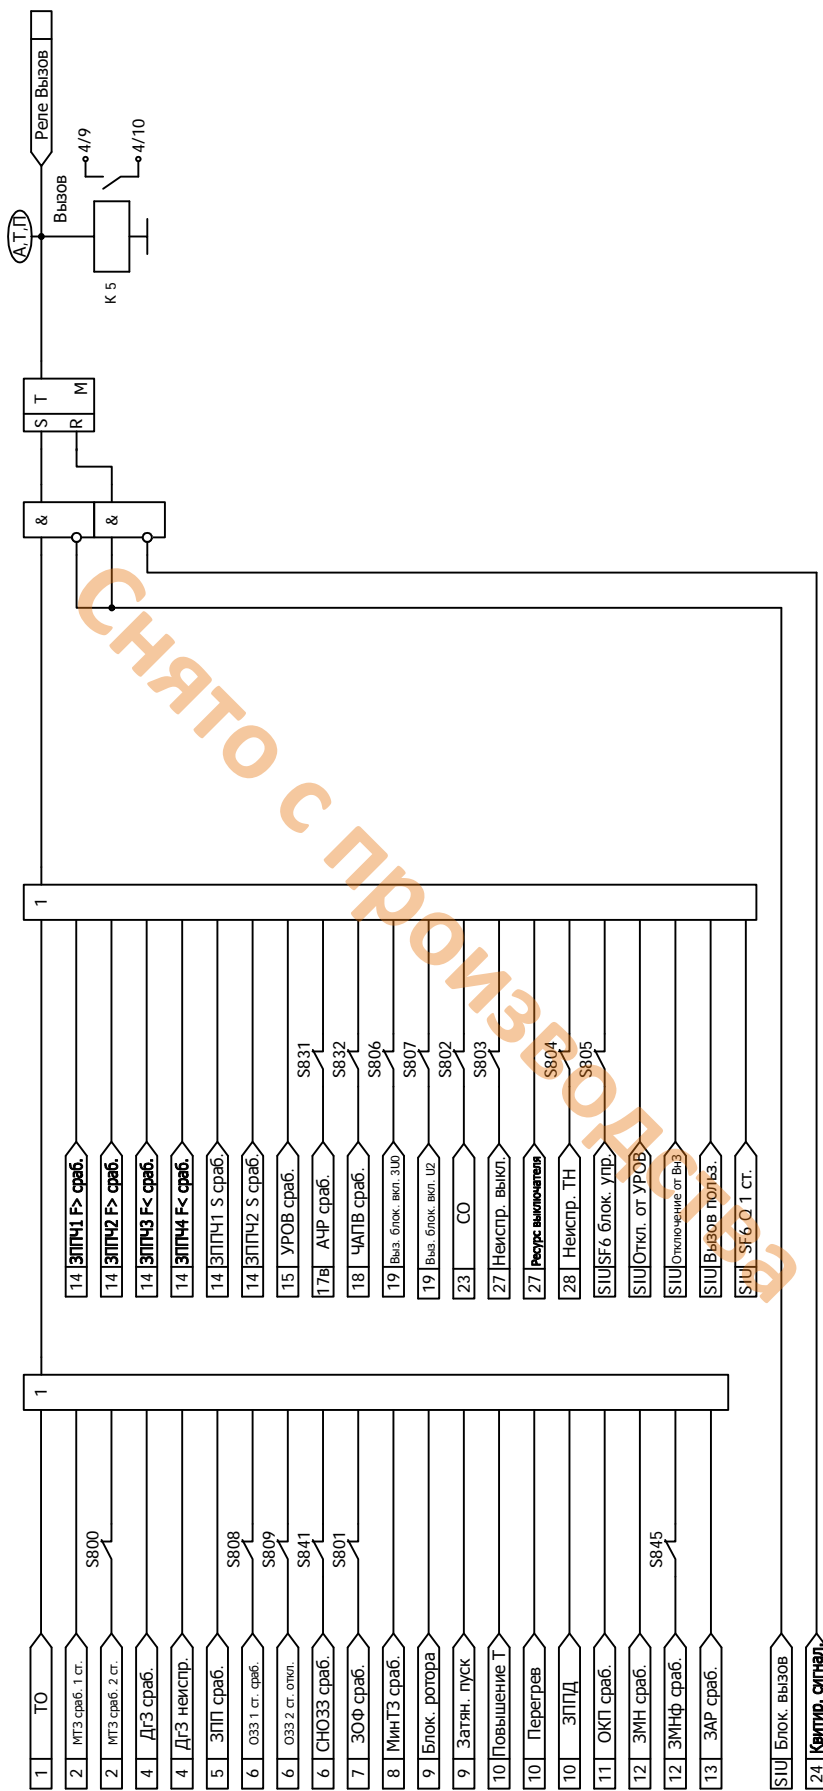 Реле Вызов
А,Т,П
Вызов
4/9
4/10
К 5
S T
R M
&
&
1
14 ЗППЧ1 F> сраб.
14 ЗППЧ2 F> сраб.
14 ЗППЧ3 F< сраб.
14 ЗППЧ4 F< сраб.
14 ЗППЧ1 S сраб.
14 ЗППЧ2 S сраб.
15 УРОВ сраб.
17в АЧР сраб. S831
18 ЧАПВ сраб. S832
19 Выз. блок. вкл. 3U0 S806
19 Выз. блок. вкл. U2 S807
23 СО S802
27 Неиспр. выкл. S803
27 Ресурс выключателя
28 Неиспр. ТН S804
SIU SF6 блок. упр. S805
SIU Откл. от УРОВ
SIU Отключение от ВнЗ
SIU Вызов польз.
SIU SF6 Q 1 ст.
1
1 ТО
2 МТЗ сраб. 1 ст.
2 МТЗ сраб. 2 ст. S800
4 ДгЗ сраб.
4 ДгЗ неиспр.
5 ЗПП сраб.
6 ОЗЗ 1 ст. сраб. S808
6 ОЗЗ 2 ст. откл. S809
6 СНОЗЗ сраб. S841
7 ЗОФ сраб. S801
8 МинТЗ сраб.
9 Блок. ротора
9 Затян. пуск
10 Повышение Т
10 Перегрев
10 ЗППД
11 ОКП сраб.
12 ЗМН сраб.
12 ЗМНф сраб. S845
13 ЗАР сраб.
SIU Блок. вызов
24 Квитир. сигнал.
Снято с производства